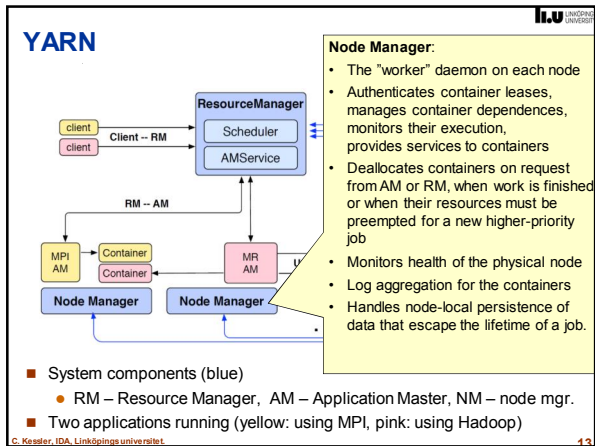 LINKÖPING
UNIVERSIT
YARN
Node Manager:
• The ”worker” daemon on each node
• Authenticates container leases,
manages container dependences,
monitors their execution,
provides services to containers
• Deallocates containers on request
from AM or RM, when work is finished
or when their resources must be
preempted for a new higher-priority
job
• Monitors health of the physical node
• Log aggregation for the containers
• Handles node-local persistence of
data that escape the lifetime of a job.
ResourceManager
Scheduler
AMService
client
client
Client -- RM
RM -- AM
MPI
AM
Container
Container
MR
AM
U
Node Manager
Node Manager
■ System components (blue)
● RM – Resource Manager, AM – Application Master, NM – node mgr.
■ Two applications running (yellow: using MPI, pink: using Hadoop)
C. Kessler, IDA, Linköpings universitet.
13